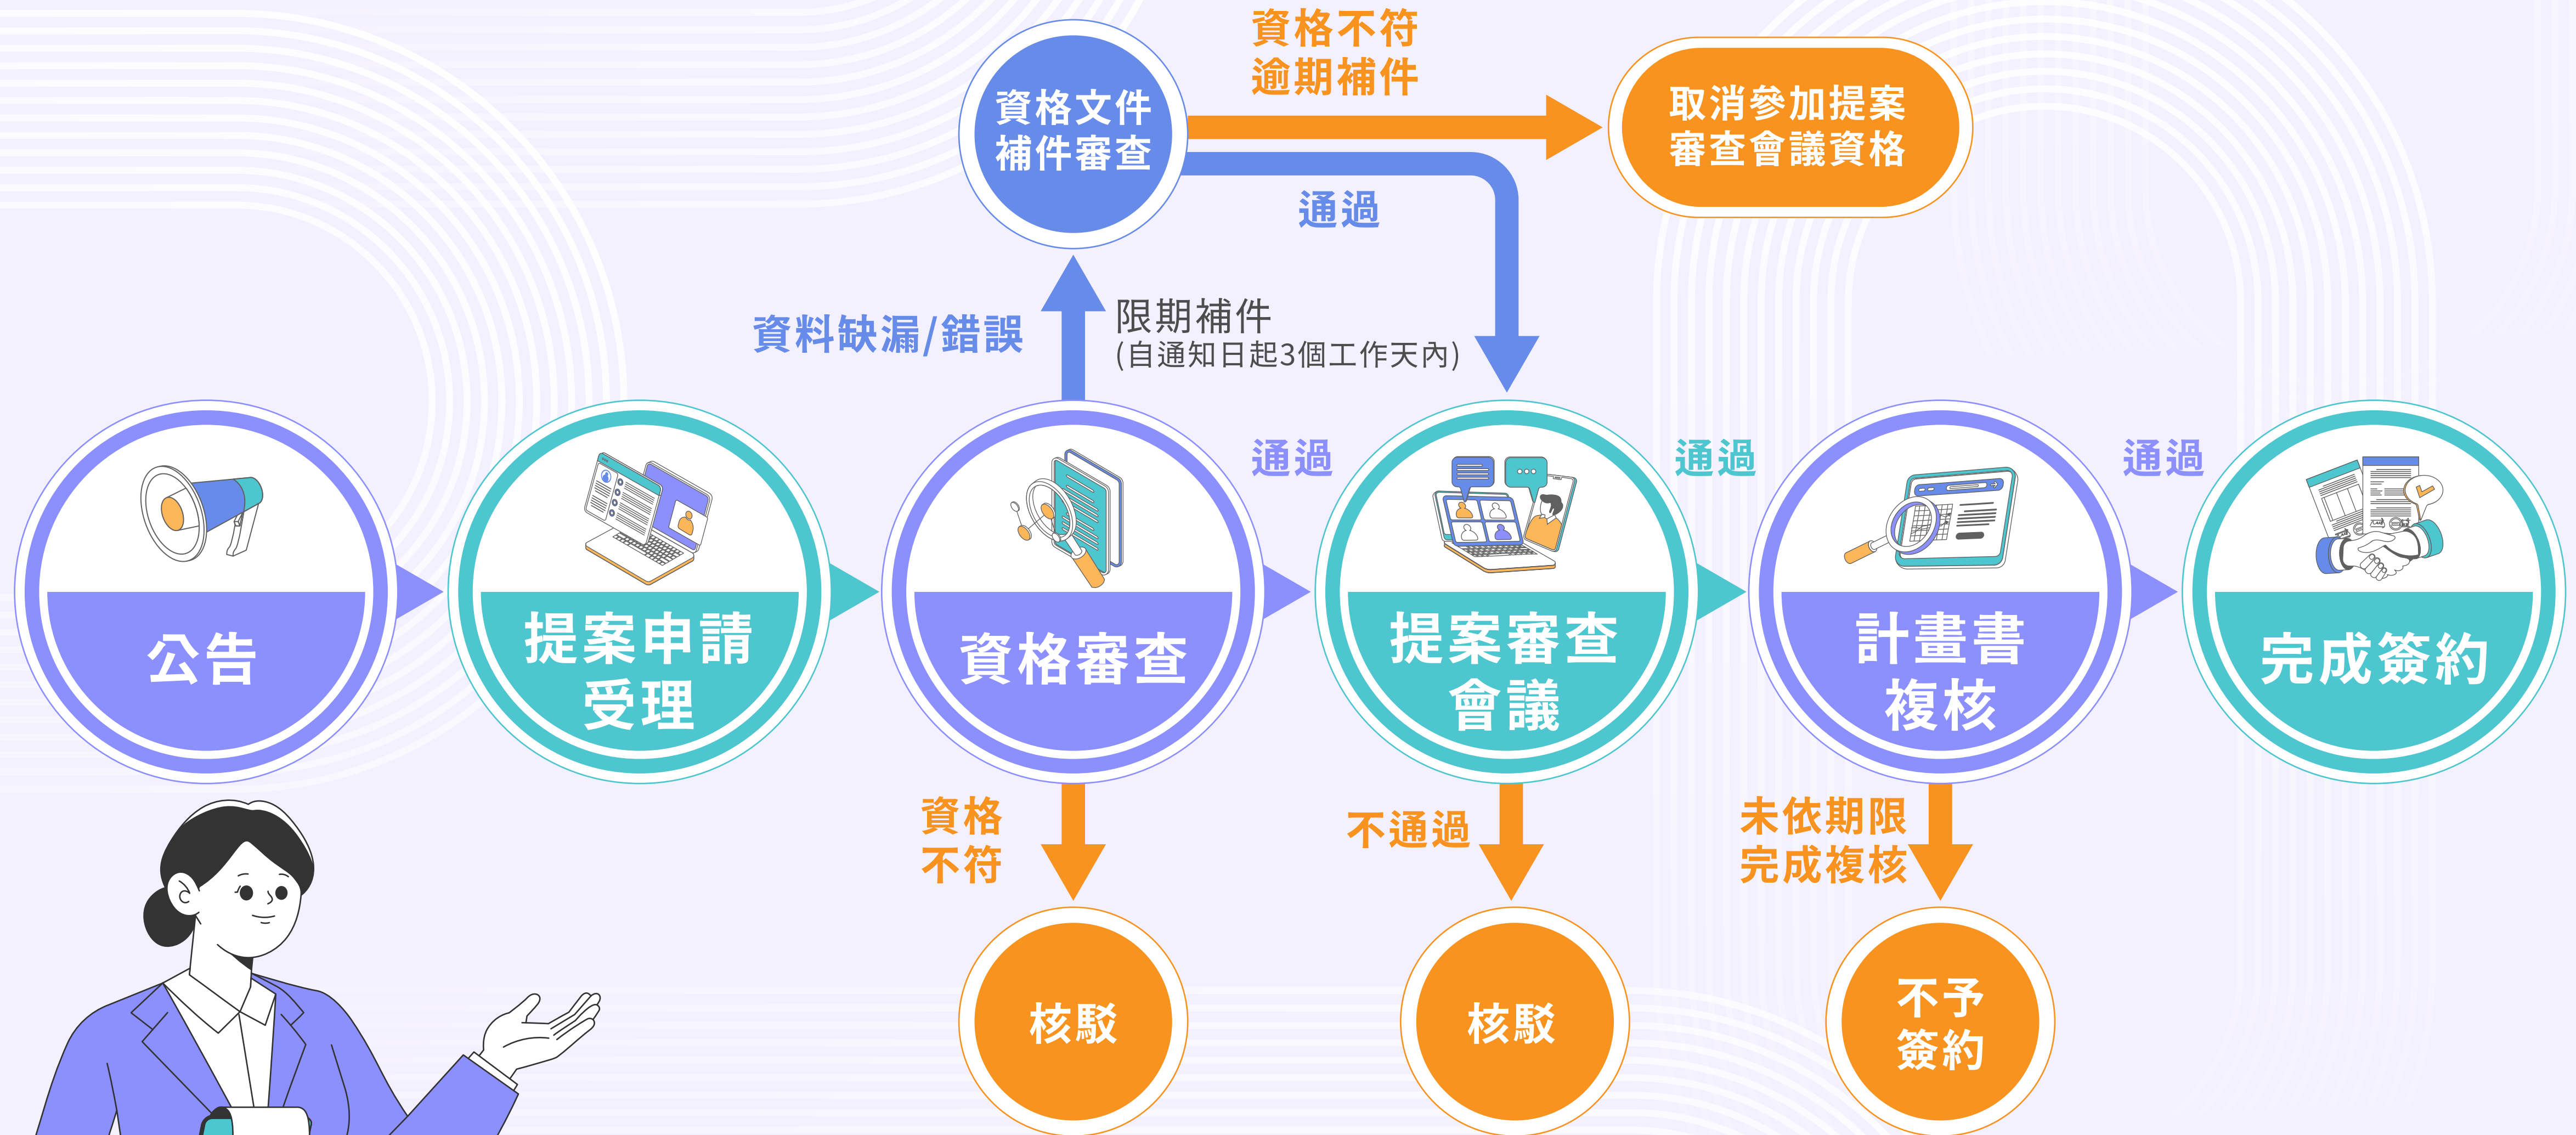 資格不符
逾期補件
資格文件
補件審查
取消參加提案
審查會議資格
通過
資料缺漏/錯誤
限期補件
(自通知日起3個工作天內)
通過
通過
通過
公告
提案申請
受理
資格審查
提案審查
會議
計畫書
複核
完成簽約
資格
不符
不通過
未依期限
完成複核
核駁
核駁
不予
簽約